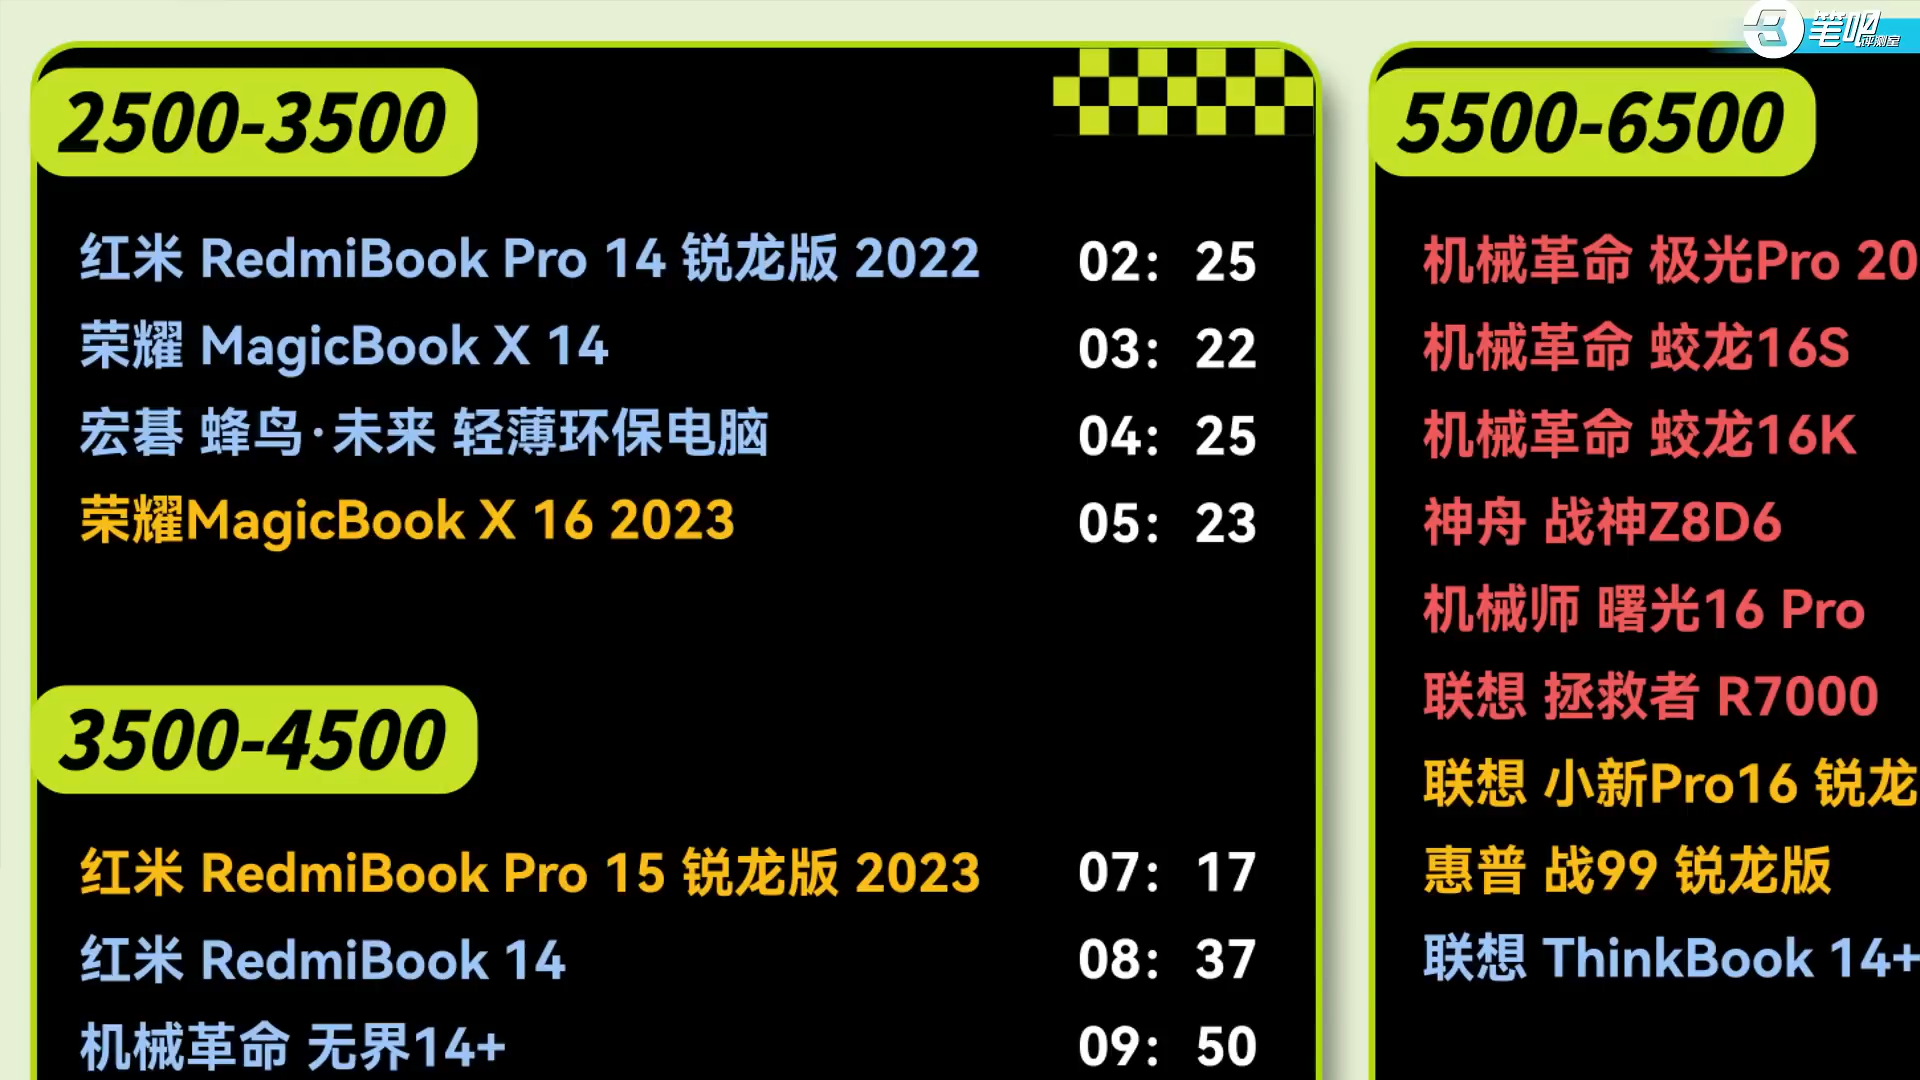 笔吧评测室
2500-3500
红米 RedmiBook Pro 14 锐龙版 2022 02: 25
荣耀 MagicBook X 14 03: 22
宏碁 蜂鸟·未来 轻薄环保电脑 04: 25
荣耀MagicBook X 16 2023 05: 23
3500-4500
红米 RedmiBook Pro 15 锐龙版 2023 07: 17
红米 RedmiBook 14 08: 37
机械革命 无界14+ 09: 50
5500-6500
机械革命 极光Pro 20
机械革命 蛟龙16S
机械革命 蛟龙16K
神舟 战神Z8D6
机械师 曙光16 Pro
联想 拯救者 R7000
联想 小新Pro16 锐龙
惠普 战99 锐龙版
联想 ThinkBook 14+